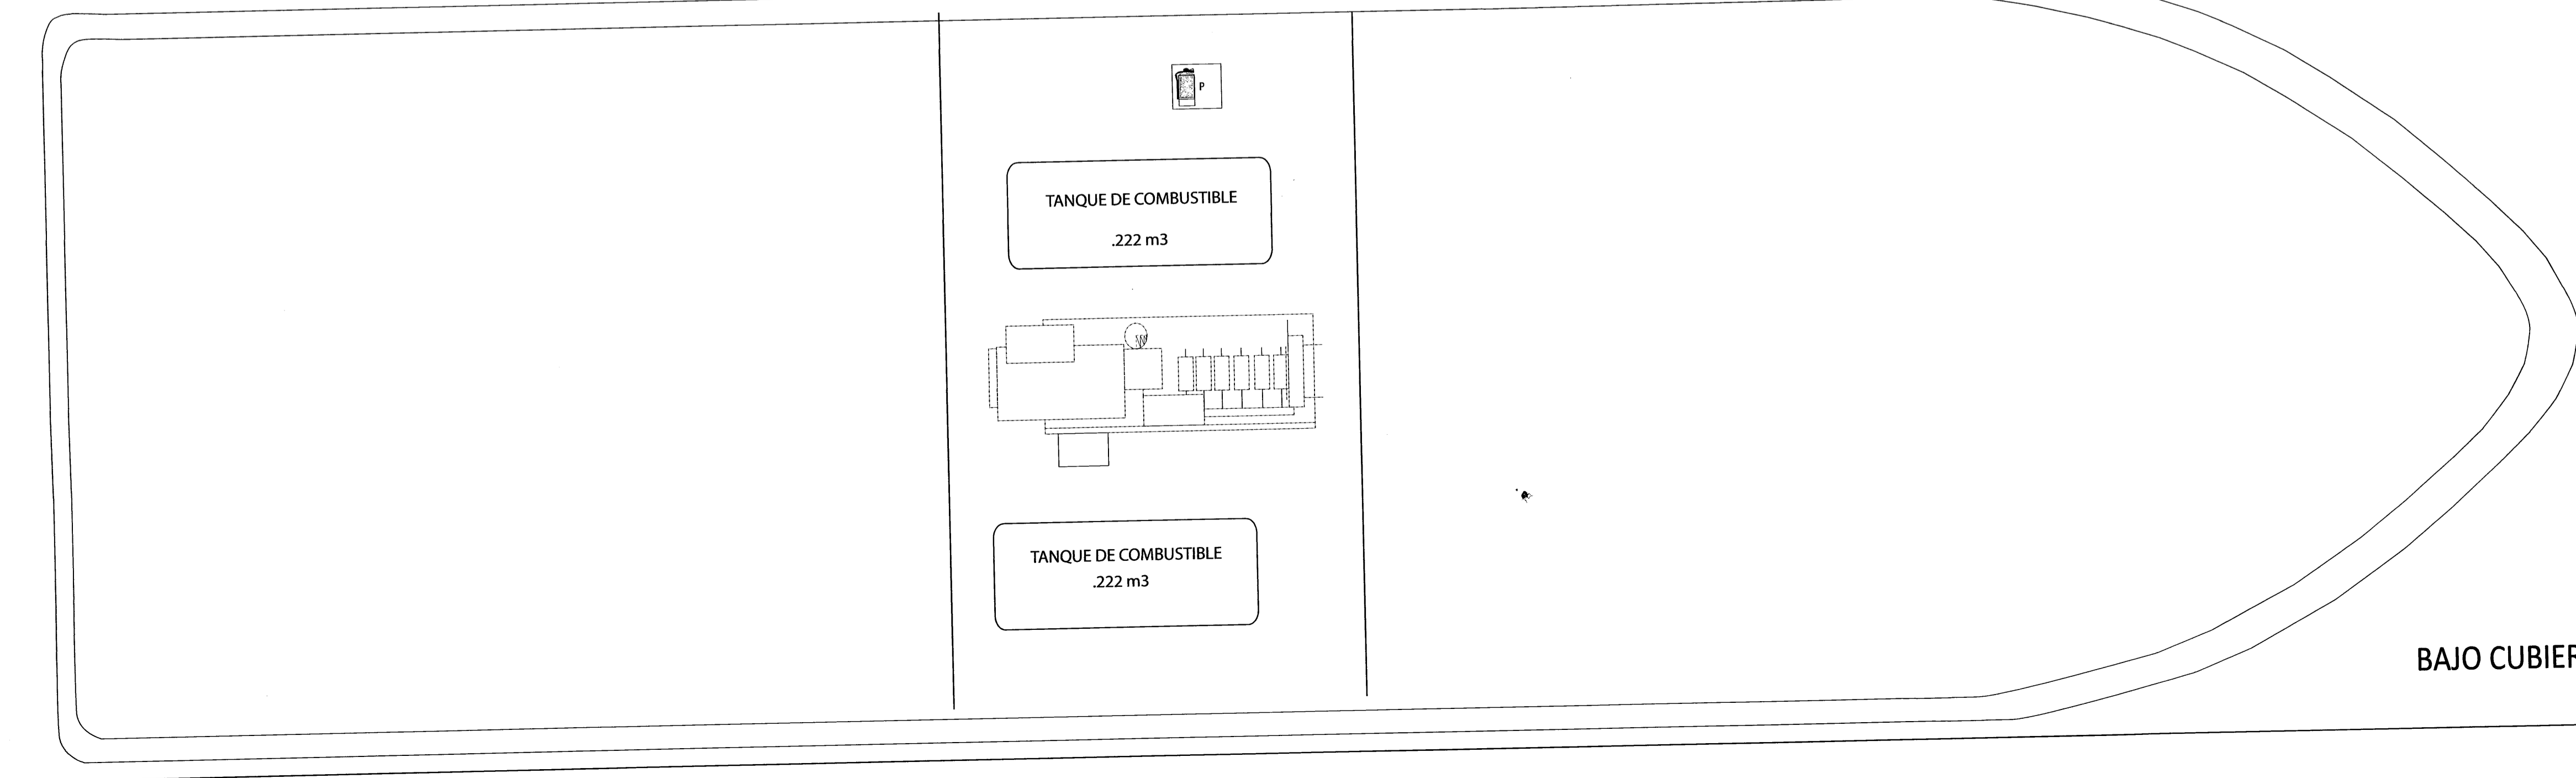 P
TANQUE DE COMBUSTIBLE
.222 m3
TANQUE DE COMBUSTIBLE
.222 m3
BAJO CUBIER